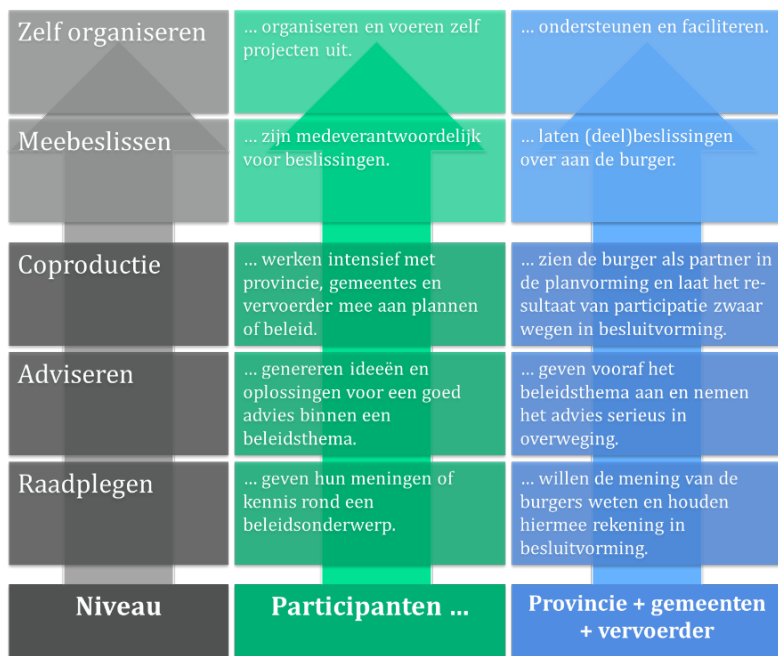 Zelf organiseren
... organiseren en voeren zelf
projecten uit.
... ondersteunen en faciliteren.
Meebeslissen
... zijn medeverantwoordelijk
voor beslissingen.
... laten (deel)beslissingen
over aan de burger.
Coproductie
... werken intensief met
provincie, gemeentes en
vervoerder mee aan plannen
of beleid.
... zien de burger als partner in
de planvorming en laat het re-
sultaat van participatie zwaar
wegen in besluitvorming.
Adviseren
... genereren ideeën en
oplossingen voor een goed
advies binnen een
beleidsthema.
... geven vooraf het
beleidsthema aan en nemen
het advies serieus in
overweging.
Raadplegen
... geven hun meningen of
kennis rond een
beleidsonderwerp.
... willen de mening van de
burgers weten en houden
hiermee rekening in
besluitvorming.
Niveau
Participanten ...
Provincie + gemeenten
+ vervoerder